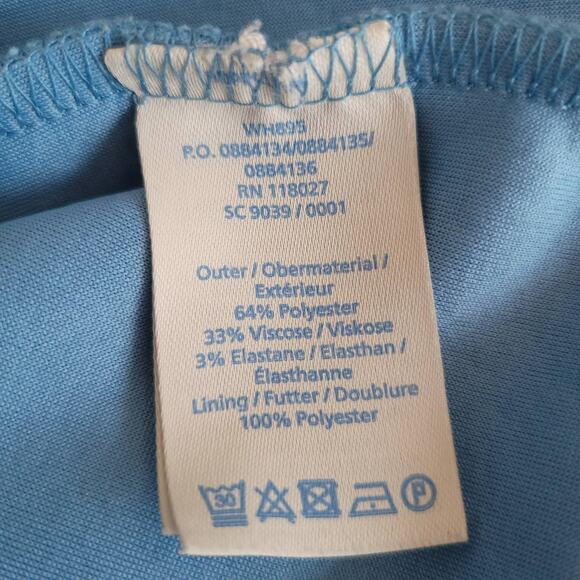 WH895
P.O. 0884134/0884135/
0884136
RN 118027
SC 9039 / 0001
Outer / Obermaterial /
Extérieur
64% Polyester
33% Viscose / Viskose
3% Elastane / Elasthan /
Élasthanne
Lining / Futter / Doublure
100% Polyester
30
P